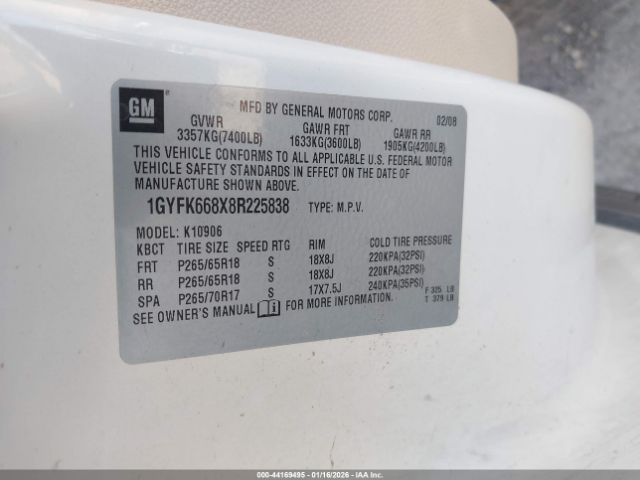 GM
MFD BY GENERAL MOTORS CORP. 02/08
GVWR GAWR FRT GAWR RR
3357KG(7400LB) 1633KG(3600LB) 1905KG(4200LB)
THIS VEHICLE CONFORMS TO ALL APPLICABLE U.S. FEDERAL MOTOR
VEHICLE SAFETY STANDARDS IN EFFECT ON THE DATE OF
MANUFACTURE SHOWN ABOVE.
1GYFK668X8R225838 TYPE: M.P.V.
MODEL: K10906
KBCT TIRE SIZE SPEED RTG RIM COLD TIRE PRESSURE
FRT P265/65R18 S 18X8J 220KPA(32PSI)
RR P265/65R18 S 18X8J 220KPA(32PSI)
SPA P265/70R17 S 17X7.5J 240KPA(35PSI)
F 325 LB
SEE OWNER'S MANUAL FOR MORE INFORMATION.
T 379 LB
000-44169495 - 01/16/2026 - IAA Inc.